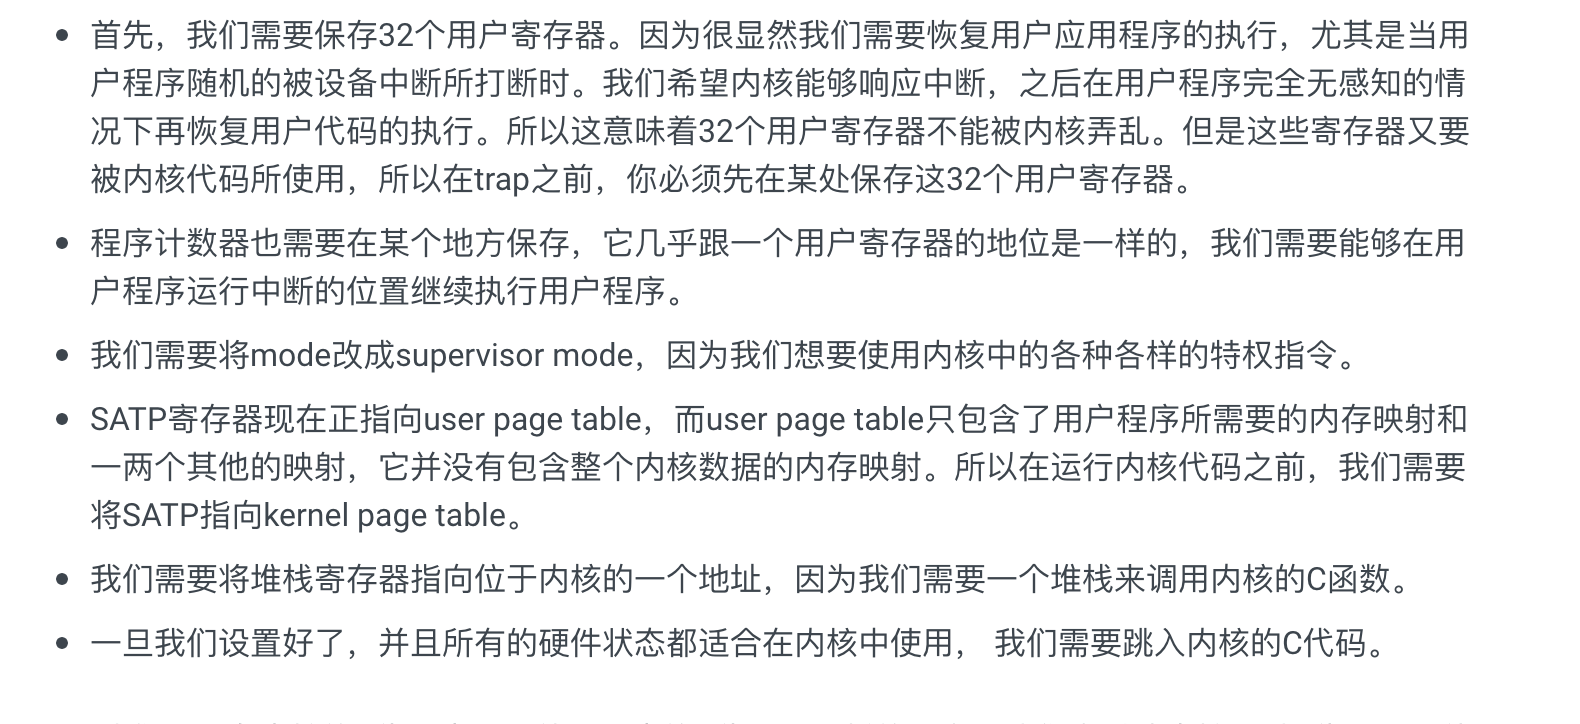 首先，我们需要保存32个用户寄存器。因为很显然我们需要恢复用户应用程序的执行，尤其是当用
户程序随机的被设备中断所打断时。我们希望内核能够响应中断，之后在用户程序完全无感知的情
况下再恢复用户代码的执行。所以这意味着32个用户寄存器不能被内核弄乱。但是这些寄存器又要
被内核代码所使用，所以在trap之前，你必须先在某处保存这32个用户寄存器。
程序计数器也需要在某个地方保存，它几乎跟一个用户寄存器的地位是一样的，我们需要能够在用
户程序运行中断的位置继续执行用户程序。
我们需要将mode改成supervisor mode，因为我们想要使用内核中的各种各样的特权指令。
SATP寄存器现在正指向user page table，而user page table只包含了用户程序所需要的内存映射和
一两个其他的映射，它并没有包含整个内核数据的内存映射。所以在运行内核代码之前，我们需要
将SATP指向kernel page table。
我们需要将堆栈寄存器指向位于内核的一个地址，因为我们需要一个堆栈来调用内核的C函数。
一旦我们设置好了，并且所有的硬件状态都适合在内核中使用， 我们需要跳入内核的C代码。